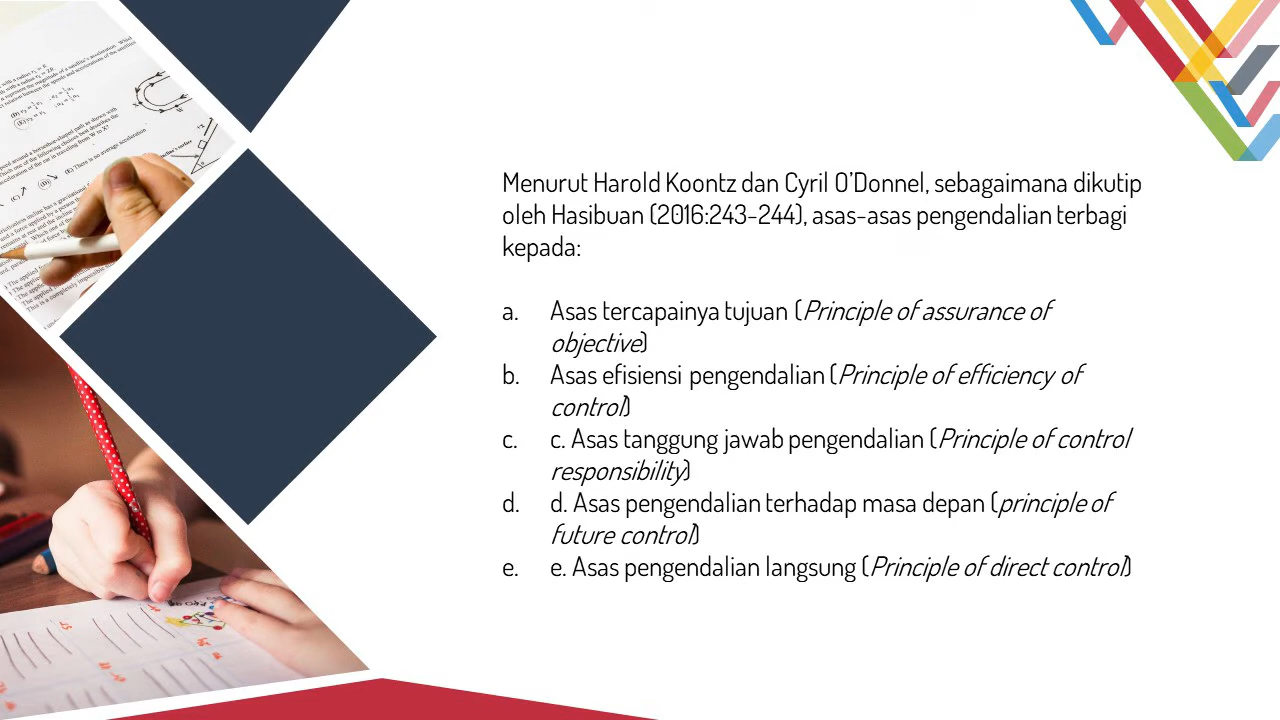 Menurut Harold Koontz dan Cyril O’Donnel, sebagaimana dikutip
oleh Hasibuan (2016:243-244), asas-asas pengendalian terbagi
kepada:
a. Asas tercapainya tujuan (Principle of assurance of
objective)
b. Asas efisiensi pengendalian (Principle of efficiency of
control)
c. c. Asas tanggung jawab pengendalian (Principle of control
responsibility)
d. d. Asas pengendalian terhadap masa depan (principle of
future control)
e. e. Asas pengendalian langsung (Principle of direct control)